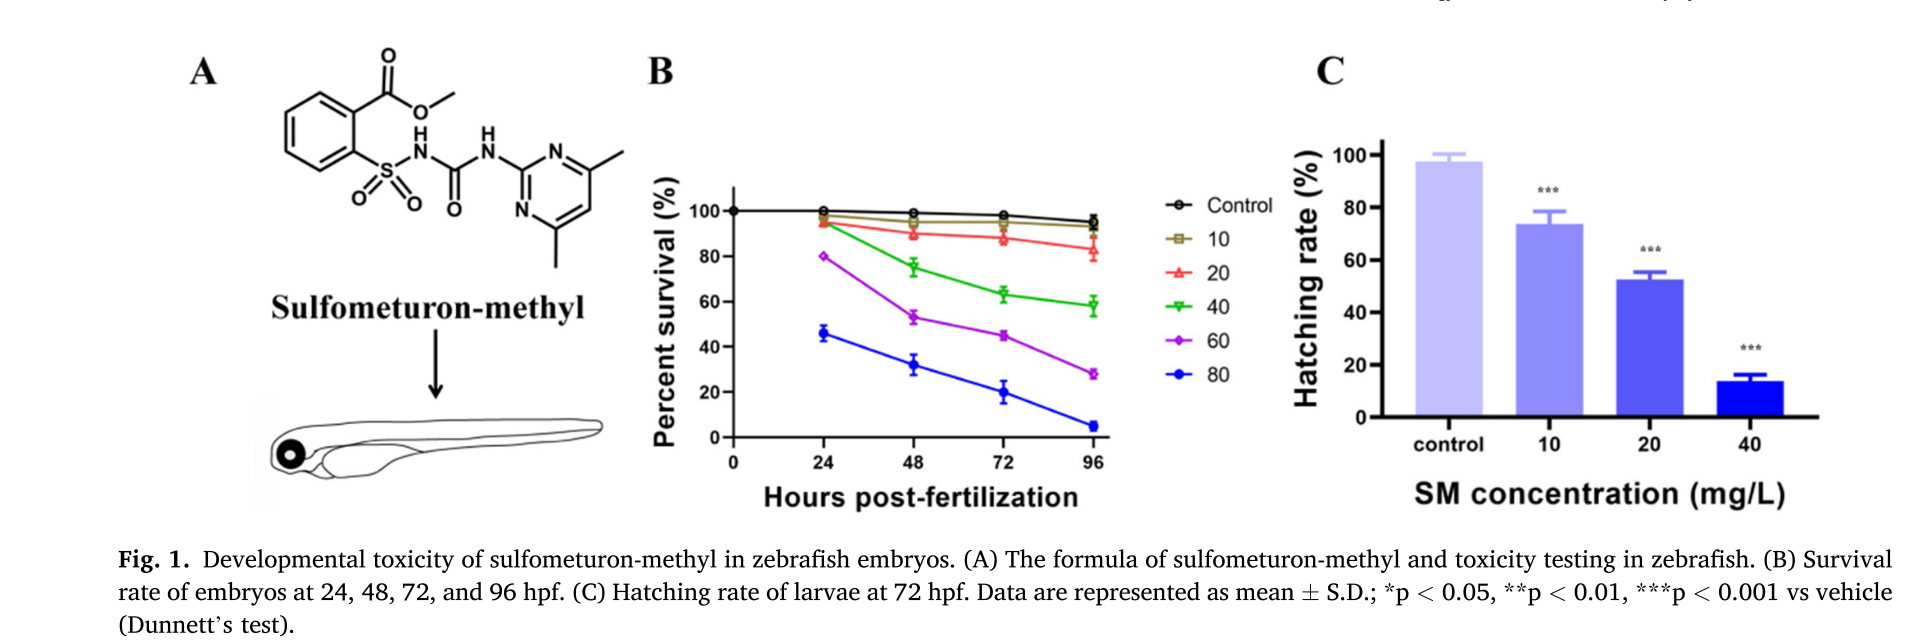 A
B
C
O
O
H
N
H
N
N
S
O
O
O
N
Sulfometuron-methyl
Percent survival (%)
100
80
60
40
20
0
0 24 48 72 96
Hours post-fertilization
Control
10
20
40
60
80
Hatching rate (%)
100
80
60
40
20
0
***
***
***
***
control 10 20 40
SM concentration (mg/L)
Fig. 1. Developmental toxicity of sulfometuron-methyl in zebrafish embryos. (A) The formula of sulfometuron-methyl and toxicity testing in zebrafish. (B) Survival
rate of embryos at 24, 48, 72, and 96 hpf. (C) Hatching rate of larvae at 72 hpf. Data are represented as mean ± S.D.; *p < 0.05, **p < 0.01, ***p < 0.001 vs vehicle
(Dunnett's test).